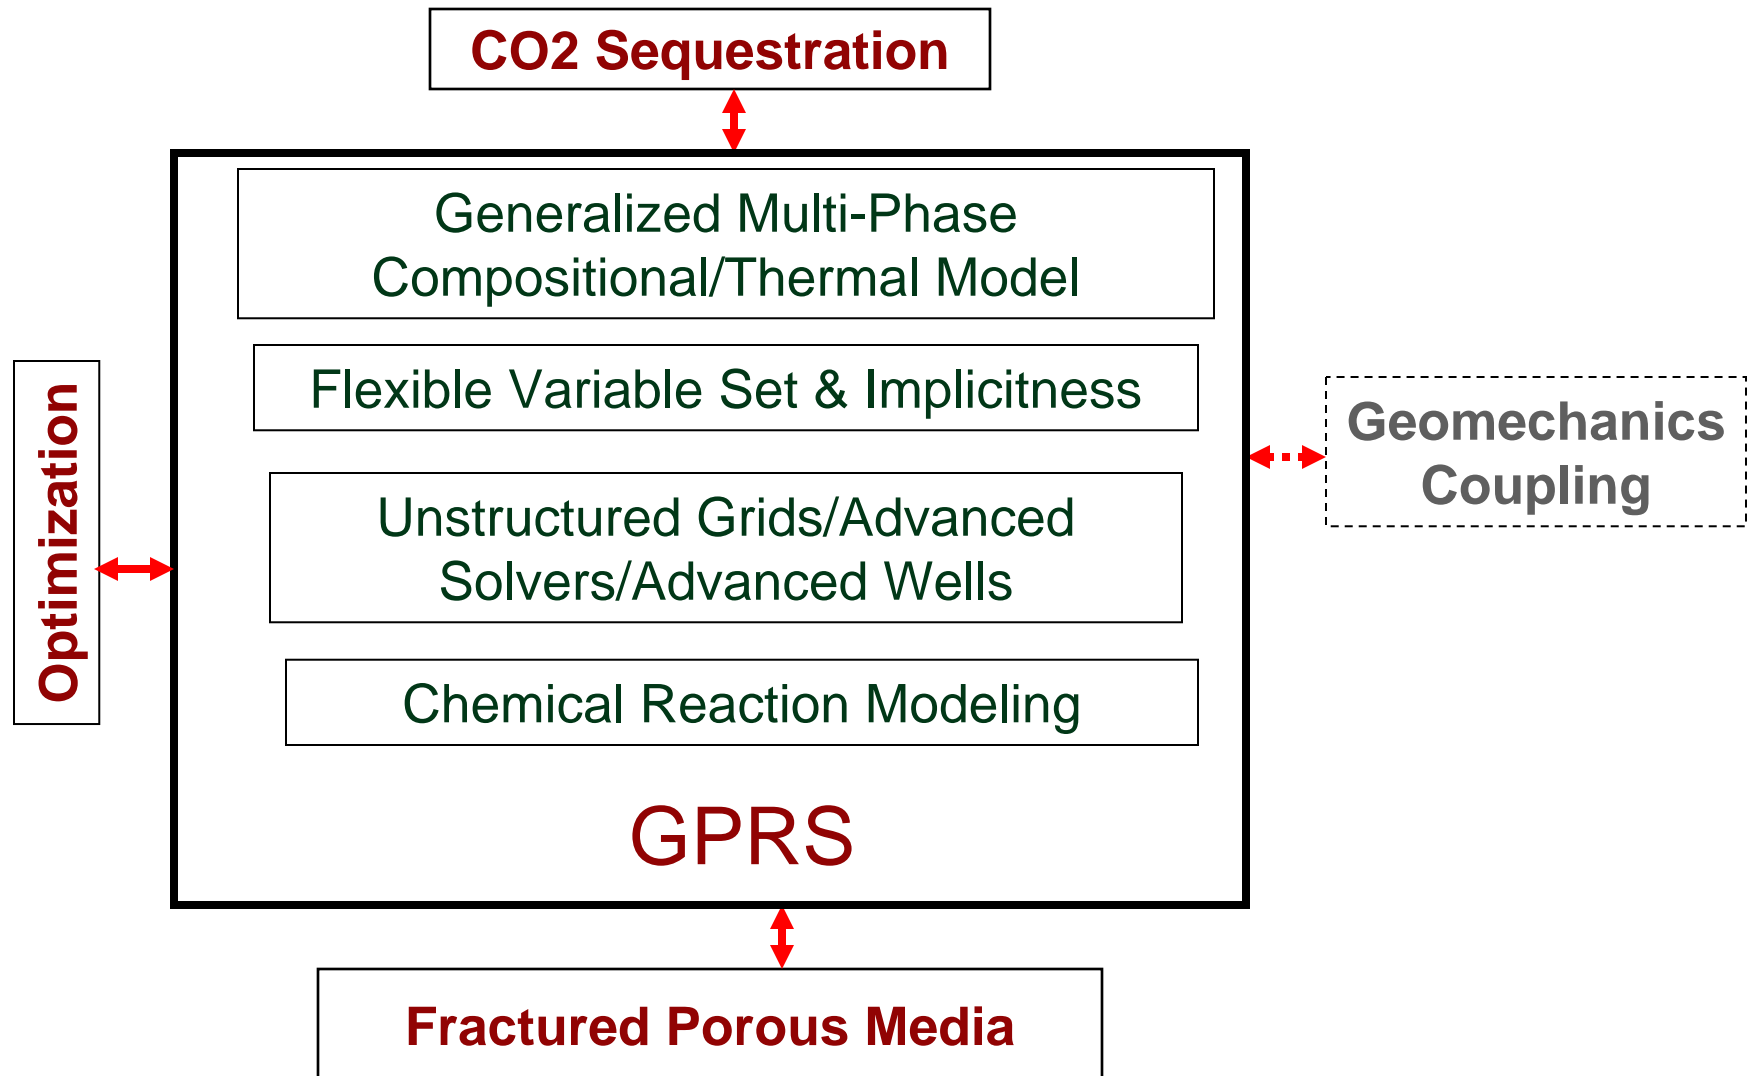 CO2 Sequestration
Generalized Multi-Phase
Compositional/Thermal Model
Flexible Variable Set & Implicitness
Optimization
Geomechanics
Coupling
Unstructured Grids/Advanced
Solvers/Advanced Wells
Chemical Reaction Modeling
GPRS
Fractured Porous Media